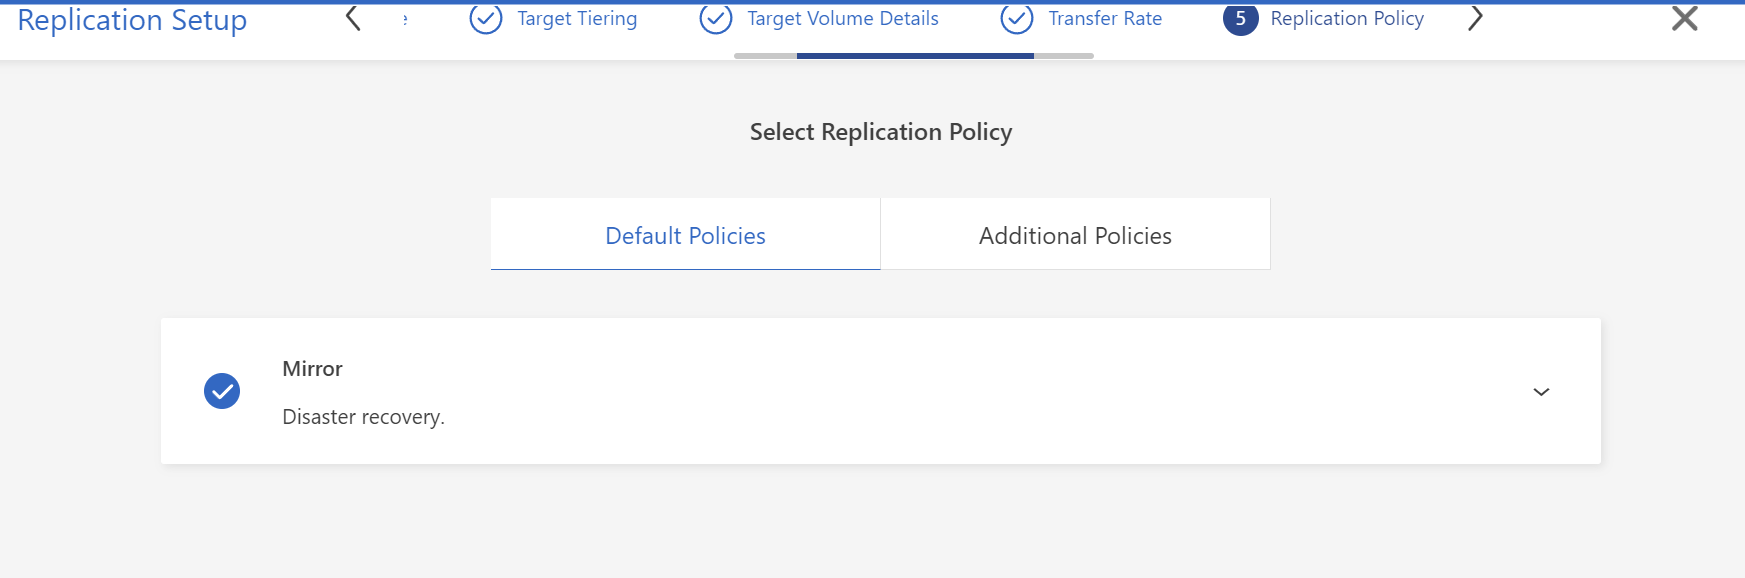 Replication Setup
Target Tiering
Target Volume Details
Transfer Rate
5 Replication Policy
Select Replication Policy
Default Policies
Additional Policies
Mirror
Disaster recovery.